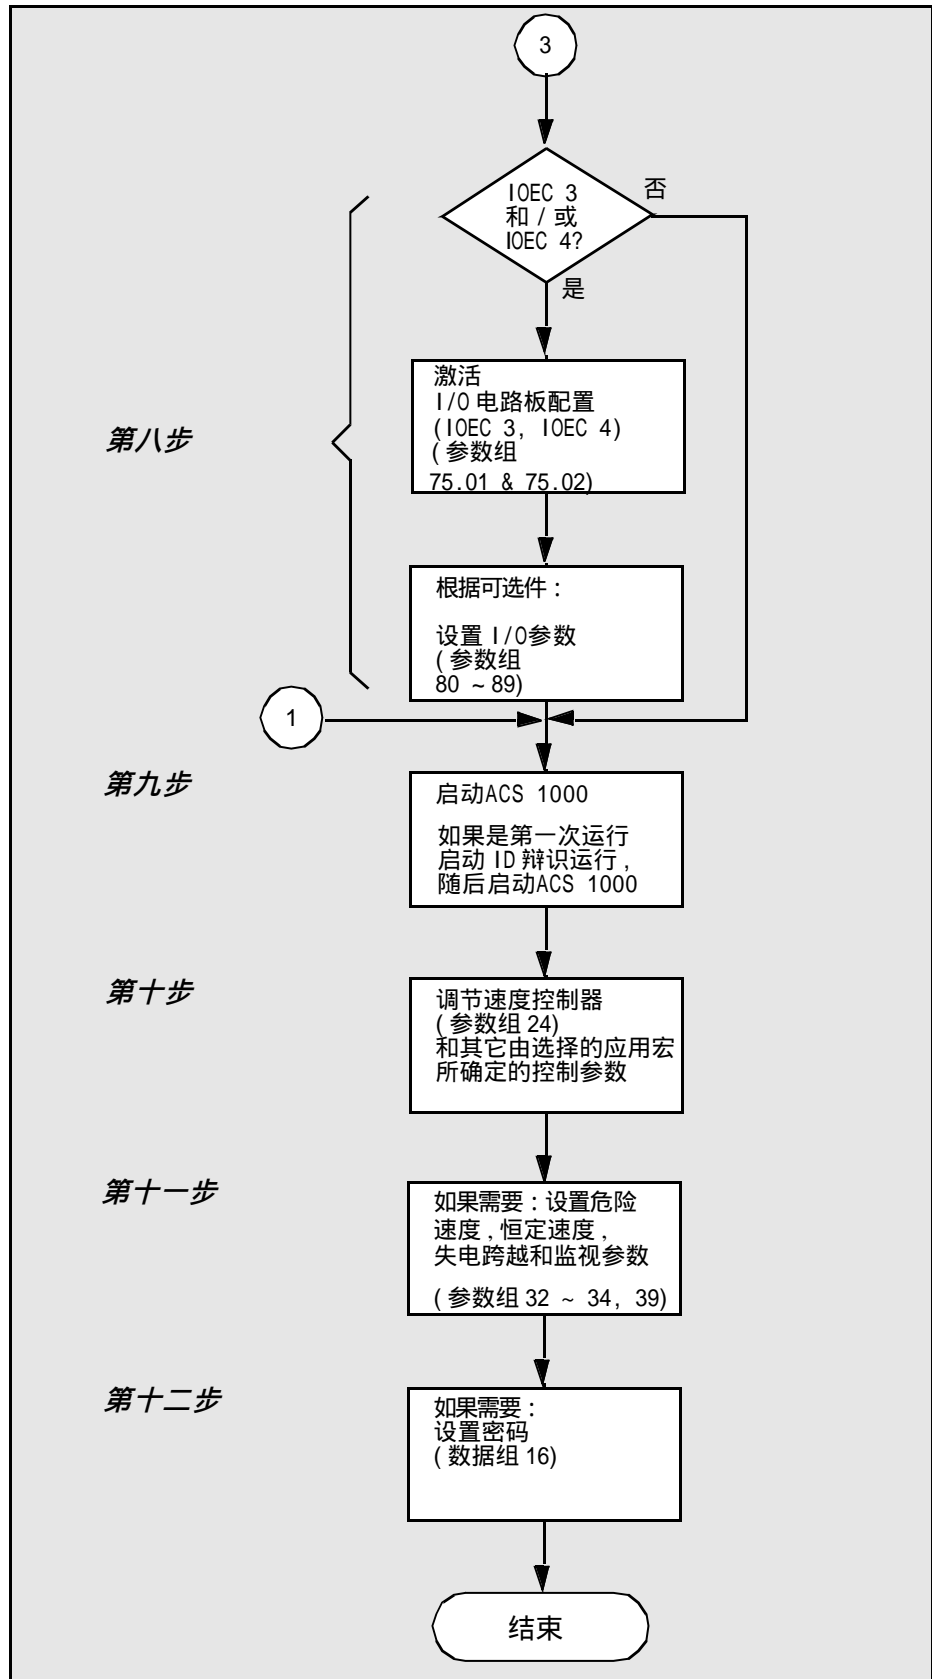 3
IOEC 3
和 / 或
IOEC 4?
否
是
第八步
激活
I/O 电路板配置
(IOEC 3, IOEC 4)
(参数组
75.01 & 75.02)
根据可选件:
设置 I/O参数
(参数组
80 ~ 89)
1
第九步
启动ACS 1000
如果是第一次运行
启动 ID 辩识运行,
随后启动ACS 1000
第十步
调节速度控制器
(参数组 24)
和其它由选择的应用宏
所确定的控制参数
第十一步
如果需要:设置危险
速度,恒定速度,
失电跨越和监视参数
(参数组 32 ~ 34, 39)
第十二步
如果需要:
设置密码
(数据组 16)
结束